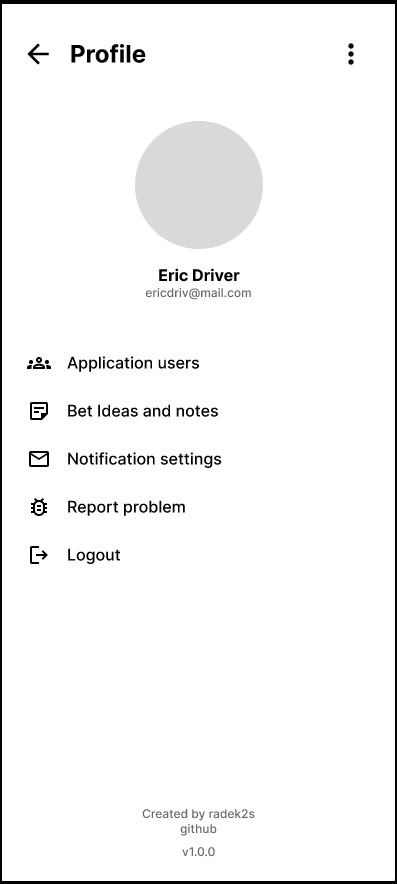 Profile
Eric Driver
ericdriv@mail.com
Application users
Bet Ideas and notes
Notification settings
Report problem
Logout
Created by radek2s
github
v1.0.0